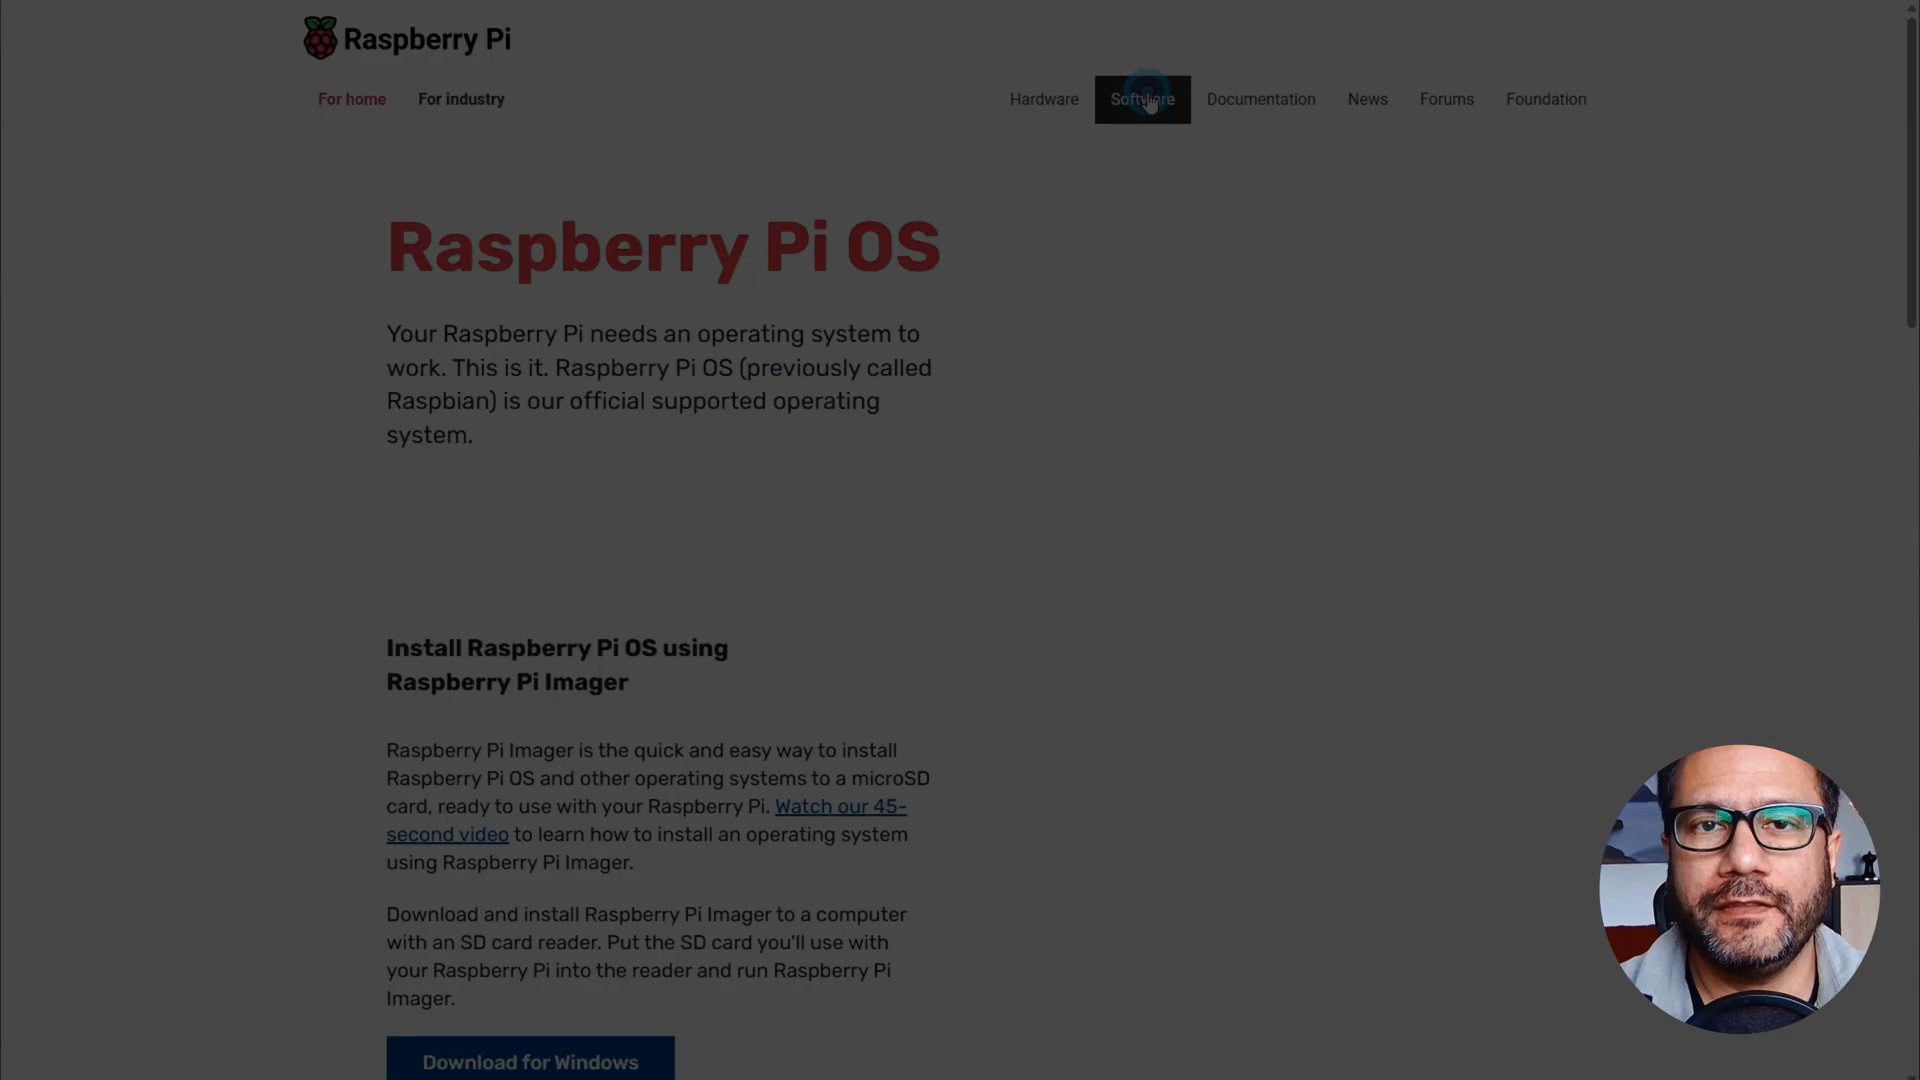 Raspberry Pi
For home
For industry
Hardware
Software
Documentation
News
Forums
Foundation
Raspberry Pi OS
Your Raspberry Pi needs an operating system to
work. This is it. Raspberry Pi OS (previously called
Raspbian) is our official supported operating
system.
Install Raspberry Pi OS using
Raspberry Pi Imager
Raspberry Pi Imager is the quick and easy way to install
Raspberry Pi OS and other operating systems to a microSD
card, ready to use with your Raspberry Pi. Watch our 45-
second video to learn how to install an operating system
using Raspberry Pi Imager.
Download and install Raspberry Pi Imager to a computer
with an SD card reader. Put the SD card you'll use with
your Raspberry Pi into the reader and run Raspberry Pi
Imager.
Download for Windows